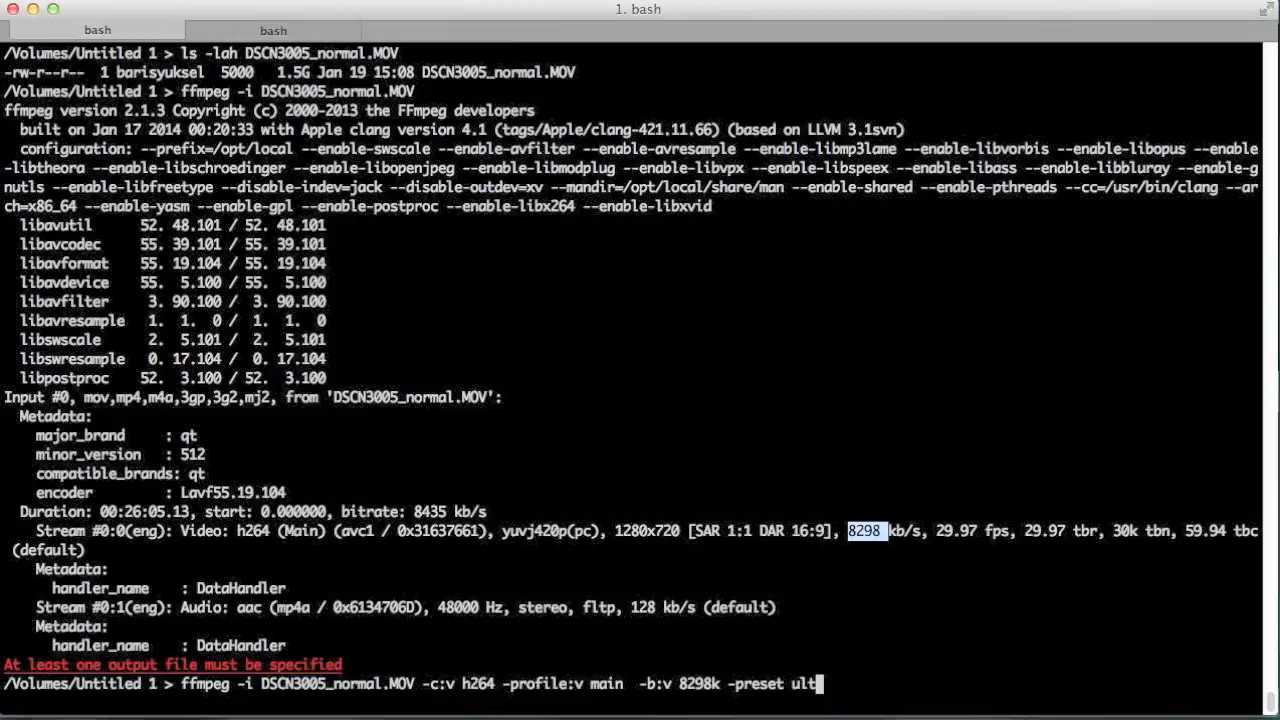 1. bash
bash
bash
/Volumes/Untitled 1 > ls -lah DSCN3005_normal.MOV
-rw-r--r-- 1 barisyuksel 5000 1.5G Jan 19 15:08 DSCN3005_normal.MOV
/Volumes/Untitled 1 > ffmpeg -i DSCN3005_normal.MOV
ffmpeg version 2.1.3 Copyright (c) 2000-2013 the FFmpeg developers
built on Jan 17 2014 00:20:33 with Apple clang version 4.1 (tags/Apple/clang-421.11.66) (based on LLVM 3.1svn)
configuration: --prefix=/opt/local --enable-swscale --enable-avfilter --enable-avresample --enable-libmp3lame --enable-libvorbis --enable-libopus --enable
-libtheora --enable-libschroedinger --enable-libopenjpeg --enable-libmodplug --enable-libvpx --enable-libspeex --enable-libass --enable-libbluray --enable-g
nutls --enable-libfreetype --disable-indev=jack --disable-outdev=xv --mandir=/opt/local/share/man --enable-shared --enable-pthreads --cc=/usr/bin/clang --ar
ch=x86_64 --enable-yasm --enable-gpl --enable-postproc --enable-libx264 --enable-libxvid
libavutil 52. 48.101 / 52. 48.101
libavcodec 55. 39.101 / 55. 39.101
libavformat 55. 19.104 / 55. 19.104
libavdevice 55. 5.100 / 55. 5.100
libavfilter 3. 90.100 / 3. 90.100
libavresample 1. 1. 0 / 1. 1. 0
libswscale 2. 5.101 / 2. 5.101
libswresample 0. 17.104 / 0. 17.104
libpostproc 52. 3.100 / 52. 3.100
Input #0, mov,mp4,m4a,3gp,3g2,mj2, from 'DSCN3005_normal.MOV':
Metadata:
major_brand : qt
minor_version : 512
compatible_brands: qt
encoder : Lavf55.19.104
Duration: 00:26:05.13, start: 0.000000, bitrate: 8435 kb/s
Stream #0:0(eng): Video: h264 (Main) (avc1 / 0x31637661), yuvj420p(pc), 1280x720 [SAR 1:1 DAR 16:9], 8298 kb/s, 29.97 fps, 29.97 tbr, 30k tbn, 59.94 tbc
(default)
Metadata:
handler_name : DataHandler
Stream #0:1(eng): Audio: aac (mp4a / 0x6134706D), 48000 Hz, stereo, fltp, 128 kb/s (default)
Metadata:
handler_name : DataHandler
At least one output file must be specified
/Volumes/Untitled 1 > ffmpeg -i DSCN3005_normal.MOV -c:v h264 -profile:v main -b:v 8298k -preset ult